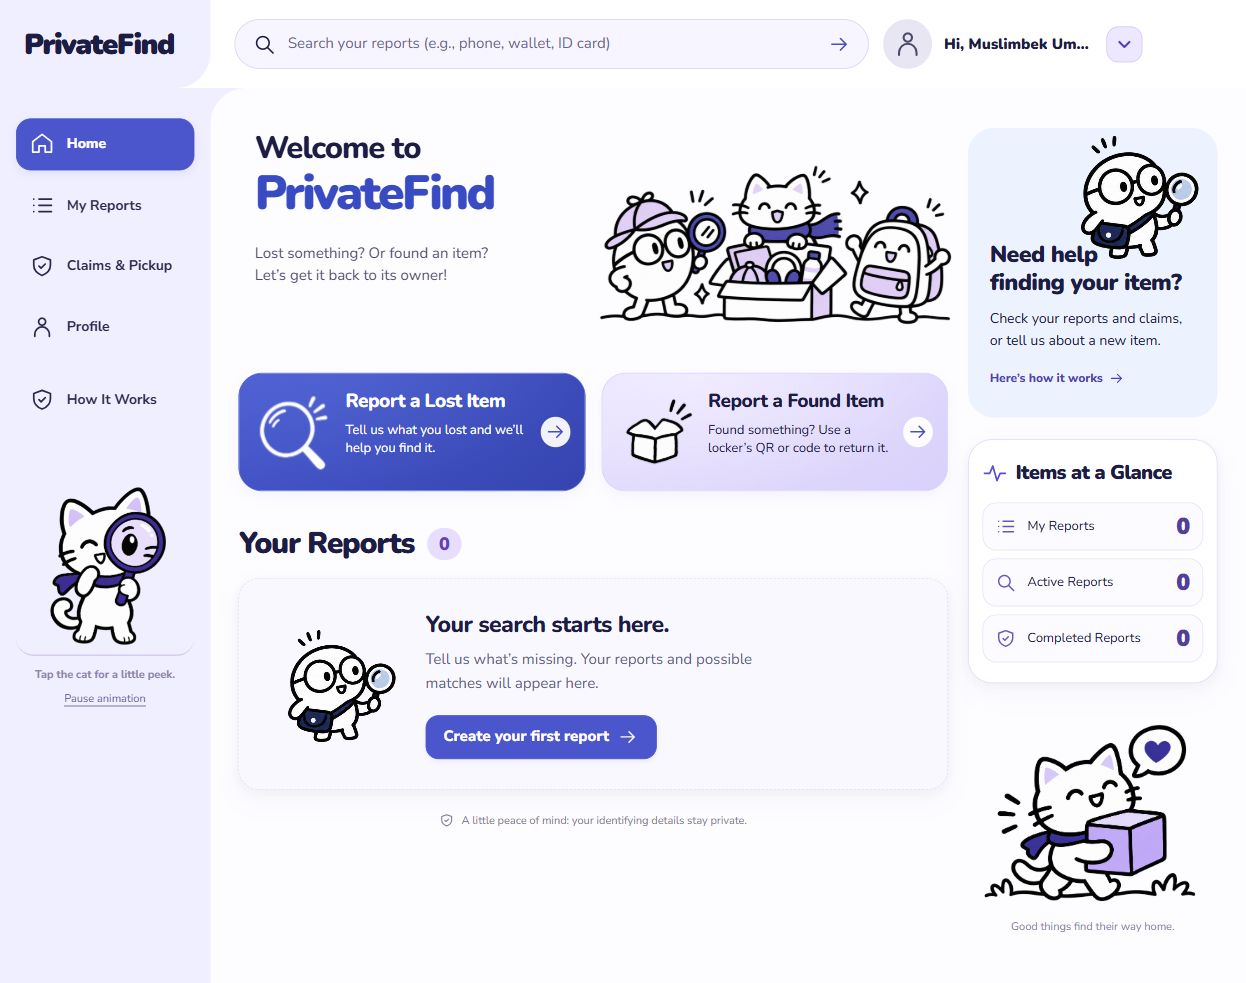 PrivateFind
Search your reports (e.g., phone, wallet, ID card)
Hi, Muslimbek Um...
Home
My Reports
Claims & Pickup
Profile
How It Works
Tap the cat for a little peek.
Pause animation
Welcome to
PrivateFind
Lost something? Or found an item?
Let’s get it back to its owner!
Report a Lost Item
Tell us what you lost and we’ll
help you find it.
Report a Found Item
Found something? Use a
locker’s QR or code to return it.
Your Reports 0
Your search starts here.
Tell us what’s missing. Your reports and possible
matches will appear here.
Create your first report
A little peace of mind: your identifying details stay private.
Need help
finding your item?
Check your reports and claims,
or tell us about a new item.
Here’s how it works
Items at a Glance
My Reports 0
Active Reports 0
Completed Reports 0
Good things find their way home.